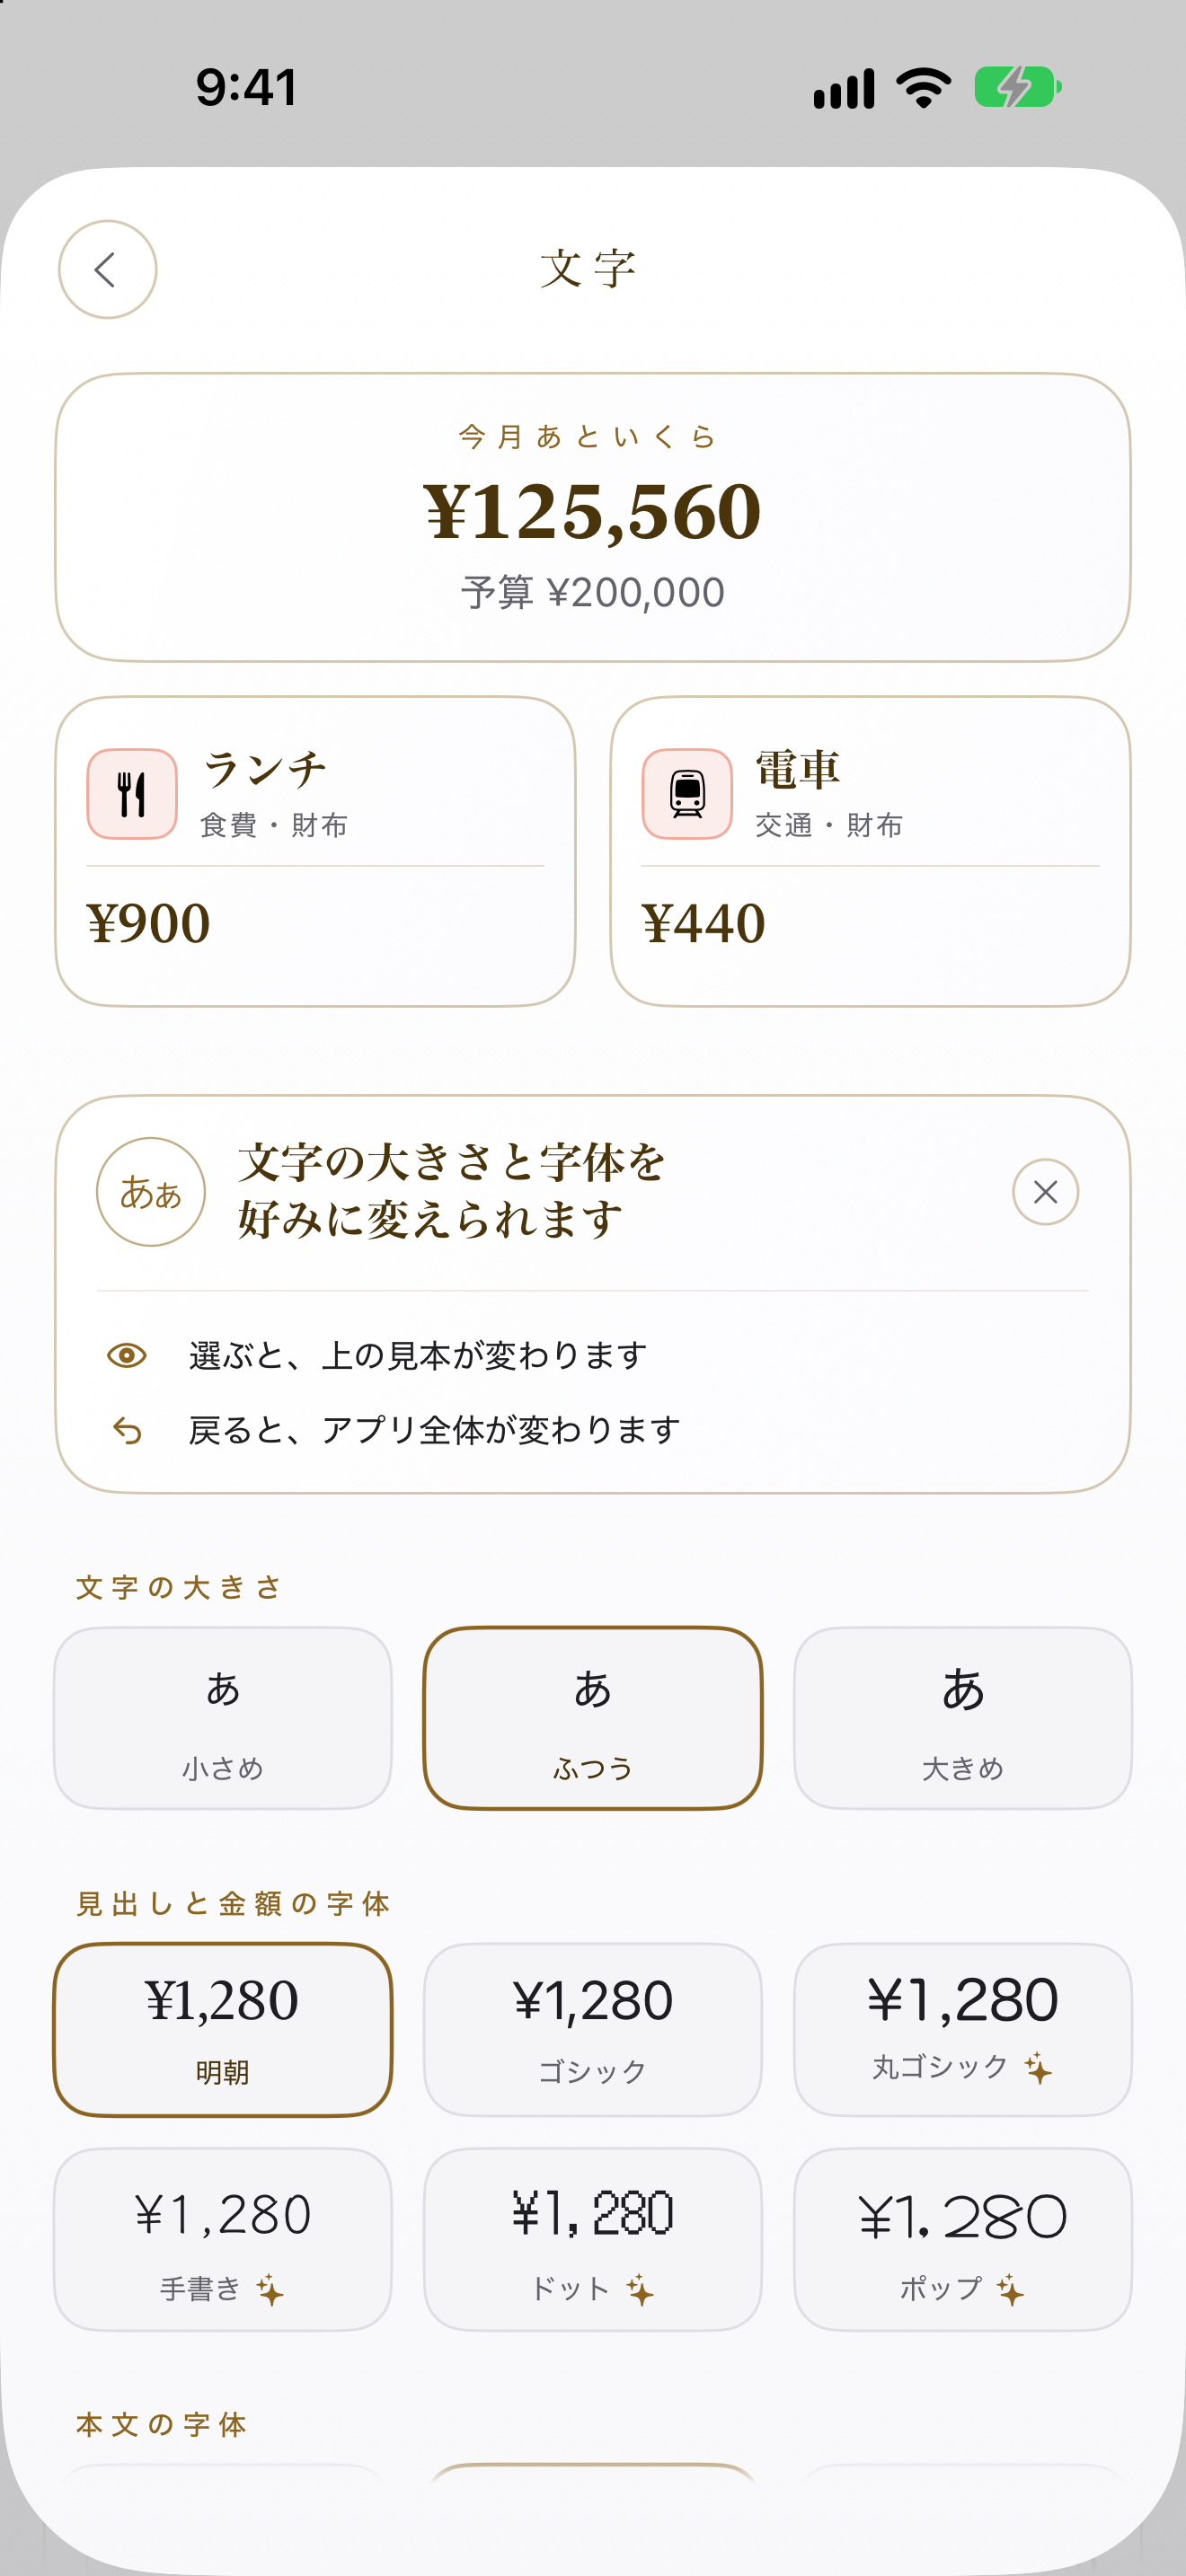 9:41
文字
今月あといくら
¥125,560
予算 ¥200,000
ランチ
食費・財布
¥900
電車
交通・財布
¥440
あぁ
文字の大きさと字体を
好みに変えられます
選ぶと、上の見本が変わります
戻ると、アプリ全体が変わります
文字の大きさ
あ
小さめ
あ
ふつう
あ
大きめ
見出しと金額の字体
¥1,280
明朝
¥1,280
ゴシック
¥1,280
丸ゴシック
¥1,280
手書き
¥1,280
ドット
¥1,280
ポップ
本文の字体